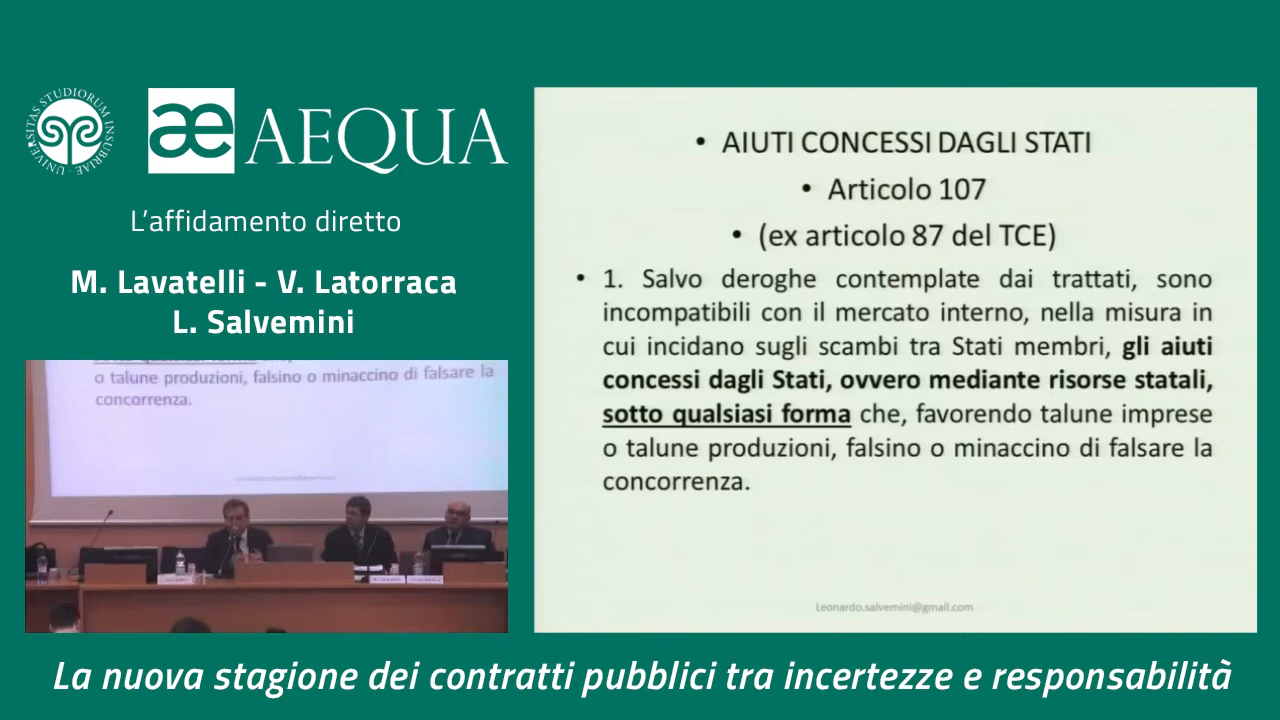 UNIVERSITAS STUDIORUM INSUBRIAE
æ AEQUA
L'affidamento diretto
M. Lavatelli - V. Latorraca
L. Salvemini
o talune produzioni, falsino o minaccino di falsare la
concorrenza.
• AIUTI CONCESSI DAGLI STATI
• Articolo 107
• (ex articolo 87 del TCE)
• 1. Salvo deroghe contemplate dai trattati, sono
incompatibili con il mercato interno, nella misura in
cui incidano sugli scambi tra Stati membri, gli aiuti
concessi dagli Stati, ovvero mediante risorse statali,
sotto qualsiasi forma che, favorendo talune imprese
o talune produzioni, falsino o minaccino di falsare la
concorrenza.
Leonardo.salvemini@gmail.com
La nuova stagione dei contratti pubblici tra incertezze e responsabilità